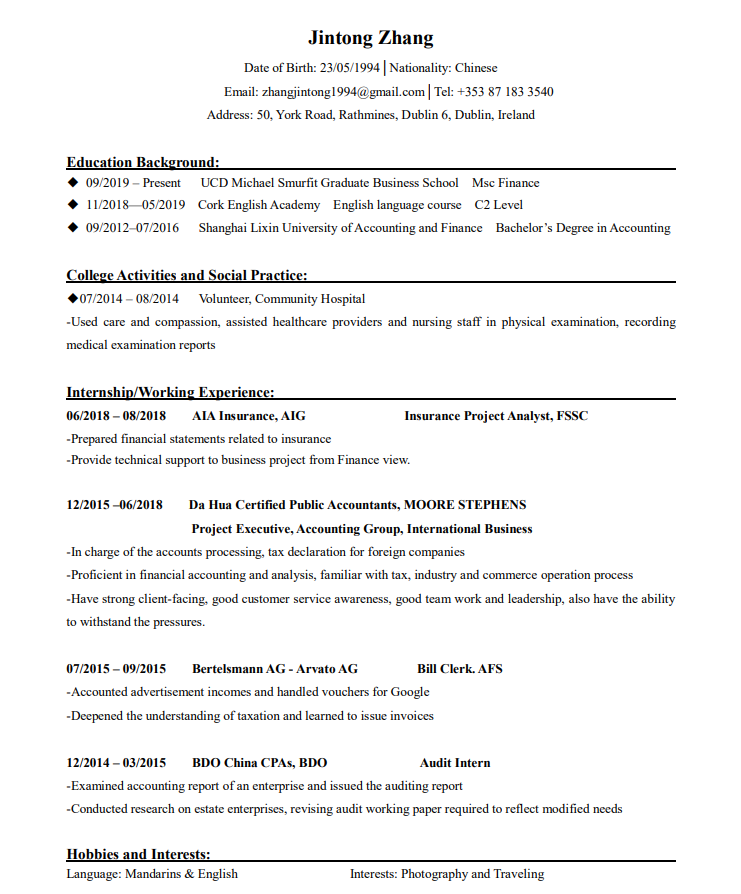 Jintong Zhang
Date of Birth: 23/05/1994 | Nationality: Chinese
Email: zhangjintong1994@gmail.com | Tel: +353 87 183 3540
Address: 50, York Road, Rathmines, Dublin 6, Dublin, Ireland
Education Background:
◆ 09/2019 – Present UCD Michael Smurfit Graduate Business School Msc Finance
◆ 11/2018—05/2019 Cork English Academy English language course C2 Level
◆ 09/2012–07/2016 Shanghai Lixin University of Accounting and Finance Bachelor's Degree in Accounting
College Activities and Social Practice:
◆07/2014 – 08/2014 Volunteer, Community Hospital
-Used care and compassion, assisted healthcare providers and nursing staff in physical examination, recording
medical examination reports
Internship/Working Experience:
06/2018 – 08/2018 AIA Insurance, AIG Insurance Project Analyst, FSSC
-Prepared financial statements related to insurance
-Provide technical support to business project from Finance view.
12/2015 –06/2018 Da Hua Certified Public Accountants, MOORE STEPHENS
Project Executive, Accounting Group, International Business
-In charge of the accounts processing, tax declaration for foreign companies
-Proficient in financial accounting and analysis, familiar with tax, industry and commerce operation process
-Have strong client-facing, good customer service awareness, good team work and leadership, also have the ability
to withstand the pressures.
07/2015 – 09/2015 Bertelsmann AG - Arvato AG Bill Clerk. AFS
-Accounted advertisement incomes and handled vouchers for Google
-Deepened the understanding of taxation and learned to issue invoices
12/2014 – 03/2015 BDO China CPAs, BDO Audit Intern
-Examined accounting report of an enterprise and issued the auditing report
-Conducted research on estate enterprises, revising audit working paper required to reflect modified needs
Hobbies and Interests:
Language: Mandarins & English Interests: Photography and Traveling